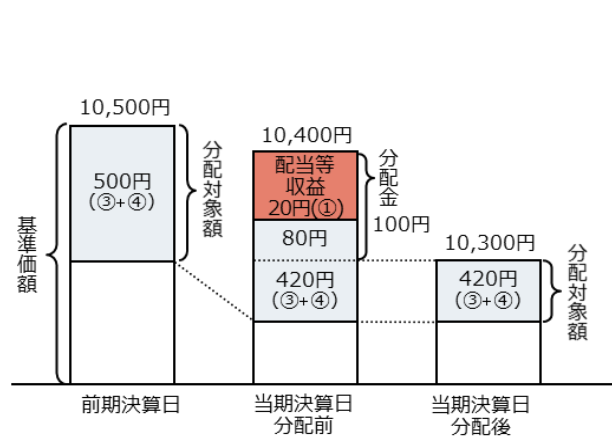 10,500円
500円
(③+④)
分配対象額
基準価額
前期決算日
10,400円
配当等
収益
20円(①)
80円
420円
(③+④)
分配金
100円
当期決算日
分配前
10,300円
420円
(③+④)
分配対象額
当期決算日
分配後